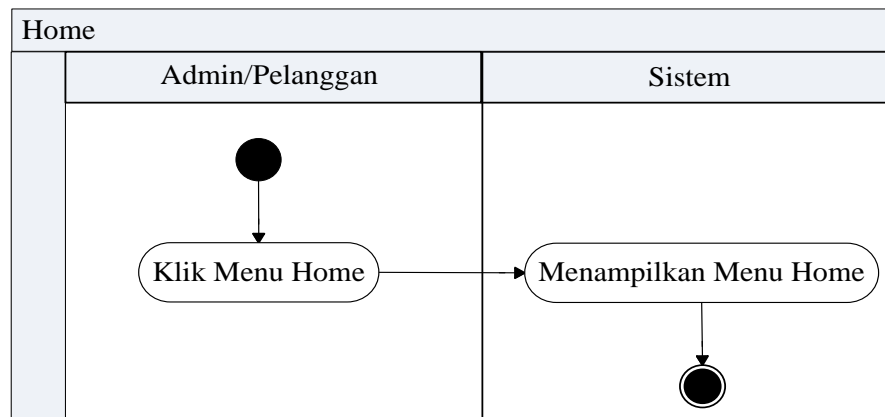 Home
Admin/Pelanggan
Sistem
Klik Menu Home
Menampilkan Menu Home